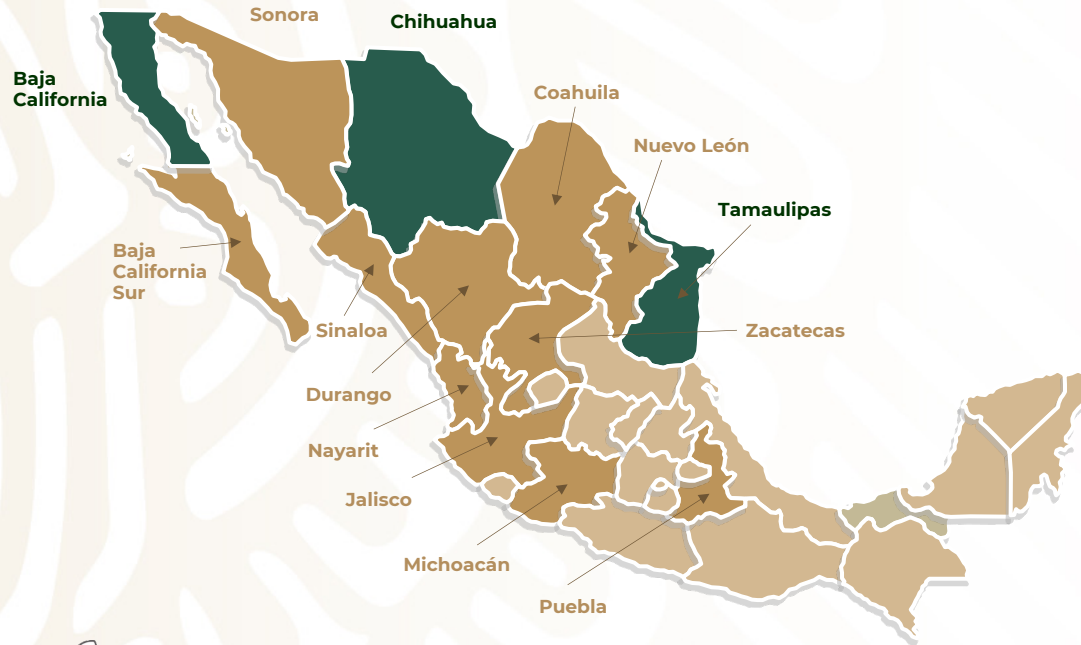 Sonora
Chihuahua
Baja
California
Coahuila
Nuevo León
Tamaulipas
Baja
California
Sur
Sinaloa
Zacatecas
Durango
Nayarit
Jalisco
Michoacán
Puebla